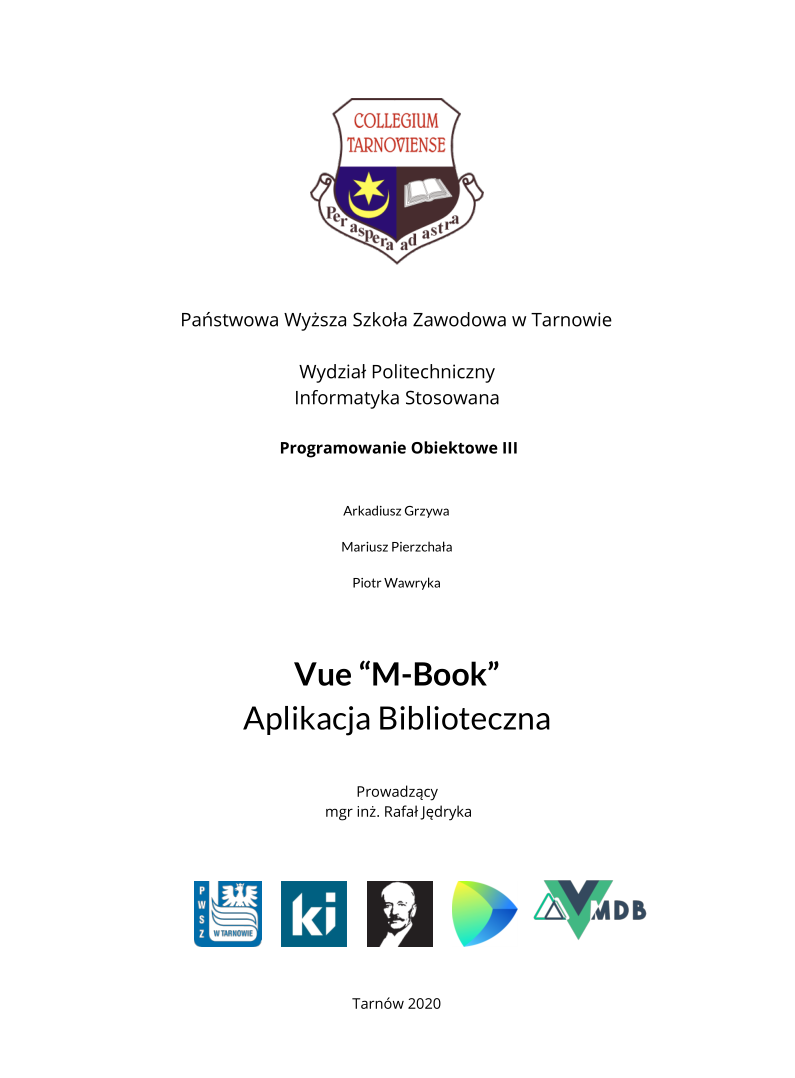 COLLEGIUM
TARNOVIENSE
Per aspera ad astra
Państwowa Wyższa Szkoła Zawodowa w Tarnowie
Wydział Politechniczny
Informatyka Stosowana
Programowanie Obiektowe III
Arkadiusz Grzywa
Mariusz Pierzchała
Piotr Wawryka
Vue “M-Book”
Aplikacja Biblioteczna
Prowadzący
mgr inż. Rafał Jędryka
PWSZ
W TARNOWIE
ki
MDB
Tarnów 2020